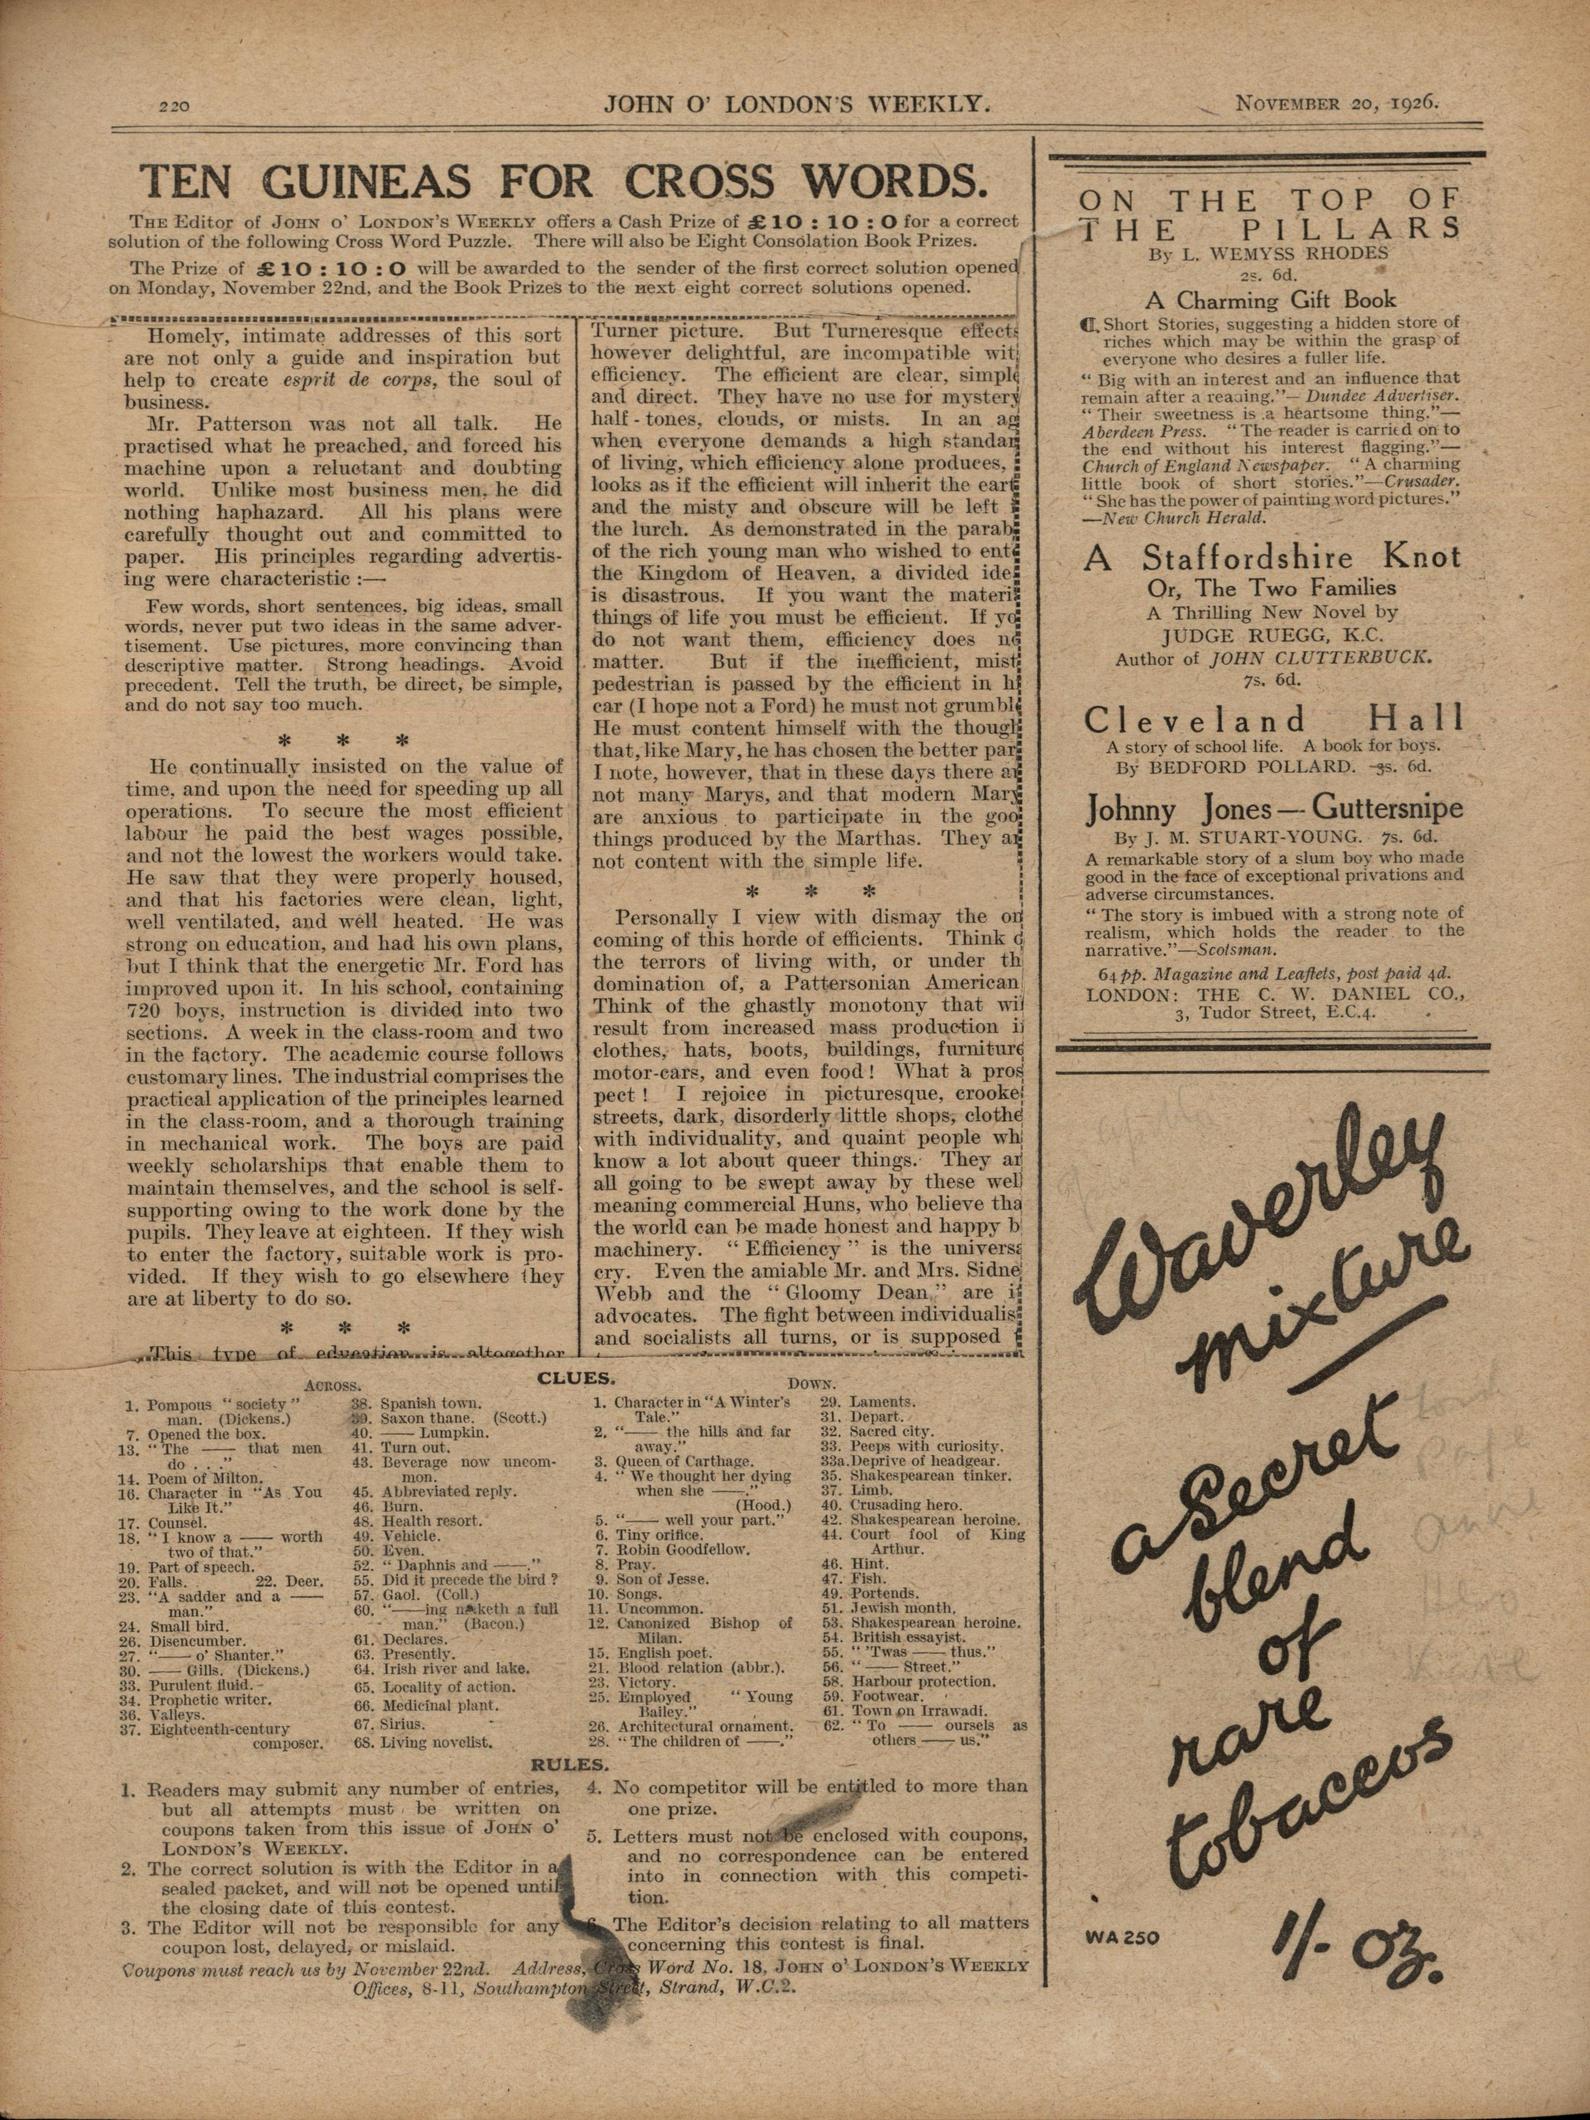 220
JOHN O' LONDON'S WEEKLY.
NOVEMBER 20, 1926.
TEN GUINEAS FOR CROSS WORDS.
THE Editor of JOHN O' LONDON'S WEEKLY offers a Cash Prize of £10 : 10 : 0 for a correct
solution of the following Cross Word Puzzle. There will also be Eight Consolation Book Prizes.
The Prize of £10 : 10 : 0 will be awarded to the sender of the first correct solution opened
on Monday, November 22nd, and the Book Prizes to the next eight correct solutions opened.
Homely, intimate addresses of this sort
are not only a guide and inspiration but
help to create esprit de corps, the soul of
business.
Mr. Patterson was not all talk. He
practised what he preached, and forced his
machine upon a reluctant and doubting
world. Unlike most business men, he did
nothing haphazard. All his plans were
carefully thought out and committed to
paper. His principles regarding advertis-
ing were characteristic :—
Few words, short sentences, big ideas, small
words, never put two ideas in the same adver-
tisement. Use pictures, more convincing than
descriptive matter. Strong headings. Avoid
precedent. Tell the truth, be direct, be simple,
and do not say too much.
* * *
He continually insisted on the value of
time, and upon the need for speeding up all
operations. To secure the most efficient
labour he paid the best wages possible,
and not the lowest the workers would take.
He saw that they were properly housed,
and that his factories were clean, light,
well ventilated, and well heated. He was
strong on education, and had his own plans,
but I think that the energetic Mr. Ford has
improved upon it. In his school, containing
720 boys, instruction is divided into two
sections. A week in the class-room and two
in the factory. The academic course follows
customary lines. The industrial comprises the
practical application of the principles learned
in the class-room, and a thorough training
in mechanical work. The boys are paid
weekly scholarships that enable them to
maintain themselves, and the school is self-
supporting owing to the work done by the
pupils. They leave at eighteen. If they wish
to enter the factory, suitable work is pro-
vided. If they wish to go elsewhere they
are at liberty to do so.
* * *
This type of education is altogether
Turner picture. But Turneresque effects
however delightful, are incompatible wit
efficiency. The efficient are clear, simple
and direct. They have no use for mystery
half-tones, clouds, or mists. In an ag
when everyone demands a high standar
of living, which efficiency alone produces,
looks as if the efficient will inherit the eart
and the misty and obscure will be left
the lurch. As demonstrated in the parab
of the rich young man who wished to ente
the Kingdom of Heaven, a divided ide
is disastrous. If you want the materi
things of life you must be efficient. If yo
do not want them, efficiency does no
matter. But if the inefficient, mist
pedestrian is passed by the efficient in hi
car (I hope not a Ford) he must not grumble
He must content himself with the though
that, like Mary, he has chosen the better par
I note, however, that in these days there ar
not many Marys, and that modern Mary
are anxious to participate in the goo
things produced by the Marthas. They ar
not content with the simple life.
* * *
Personally I view with dismay the on
coming of this horde of efficients. Think o
the terrors of living with, or under th
domination of, a Pattersonian American
Think of the ghastly monotony that wil
result from increased mass production i
clothes, hats, boots, buildings, furniture
motor-cars, and even food! What a pros
pect! I rejoice in picturesque, crooke
streets, dark, disorderly little shops, clothe
with individuality, and quaint people wh
know a lot about queer things. They ar
all going to be swept away by these wel
meaning commercial Huns, who believe tha
the world can be made honest and happy b
machinery. "Efficiency" is the univers
cry. Even the amiable Mr. and Mrs. Sidne
Webb and the "Gloomy Dean," are i
advocates. The fight between individualis
and socialists all turns, or is supposed
CLUES.
ACROSS.
1. Pompous "society"
man. (Dickens.)
7. Opened the box.
13. "The —— that men
do . . ."
14. Poem of Milton.
16. Character in "As You
Like It."
17. Counsel.
18. "I know a —— worth
two of that."
19. Part of speech.
20. Falls. 22. Deer.
23. "A sadder and a ——
man."
24. Small bird.
26. Disencumber.
27. "—— o' Shanter."
30. —— Gills. (Dickens.)
33. Purulent fluid.
34. Prophetic writer.
36. Valleys.
37. Eighteenth-century
composer.
38. Spanish town.
39. Saxon thane. (Scott.)
40. —— Lumpkin.
41. Turn out.
43. Beverage now uncom-
mon.
45. Abbreviated reply.
46. Burn.
48. Health resort.
49. Vehicle.
50. Even.
52. "Daphnis and ——."
55. Did it precede the bird?
57. Gaol. (Coll.)
60. "——ing maketh a full
man." (Bacon.)
61. Declares.
63. Presently.
64. Irish river and lake.
65. Locality of action.
66. Medicinal plant.
67. Sirius.
68. Living novelist.
DOWN.
1. Character in "A Winter's
Tale."
2. "—— the hills and far
away."
3. Queen of Carthage.
4. "We thought her dying
when she ——."
(Hood.)
5. "—— well your part."
6. Tiny orifice.
7. Robin Goodfellow.
8. Pray.
9. Son of Jesse.
10. Songs.
11. Uncommon.
12. Canonized Bishop of
Milan.
15. English poet.
21. Blood relation (abbr.).
23. Victory.
25. Employed "Young
Bailey."
26. Architectural ornament.
28. "The children of ——."
29. Laments.
31. Depart.
32. Sacred city.
33. Peeps with curiosity.
33a. Deprive of headgear.
35. Shakespearean tinker.
37. Limb.
40. Crusading hero.
42. Shakespearean heroine.
44. Court fool of King
Arthur.
46. Hint.
47. Fish.
49. Portends.
51. Jewish month.
53. Shakespearean heroine.
54. British essayist.
55. "'Twas —— thus."
56. "—— Street."
58. Harbour protection.
59. Footwear.
61. Town on Irrawadi.
62. "To —— oursels as
others —— us."
RULES.
1. Readers may submit any number of entries,
but all attempts must be written on
coupons taken from this issue of JOHN O'
LONDON'S WEEKLY.
2. The correct solution is with the Editor in a
sealed packet, and will not be opened until
the closing date of this contest.
3. The Editor will not be responsible for any
coupon lost, delayed, or mislaid.
4. No competitor will be entitled to more than
one prize.
5. Letters must not be enclosed with coupons,
and no correspondence can be entered
into in connection with this competi-
tion.
6. The Editor's decision relating to all matters
concerning this contest is final.
Coupons must reach us by November 22nd. Address, Cross Word No. 18, JOHN O' LONDON'S WEEKLY
Offices, 8-11, Southampton Street, Strand, W.C.2.
ON THE TOP OF
THE PILLARS
By L. WEMYSS RHODES
2s. 6d.
A Charming Gift Book
¶ Short Stories, suggesting a hidden store of
riches which may be within the grasp of
everyone who desires a fuller life.
"Big with an interest and an influence that
remain after a reading."—Dundee Advertiser.
"Their sweetness is a heartsome thing."—
Aberdeen Press. "The reader is carried on to
the end without his interest flagging."—
Church of England Newspaper. "A charming
little book of short stories."—Crusader.
"She has the power of painting word pictures."
—New Church Herald.
A Staffordshire Knot
Or, The Two Families
A Thrilling New Novel by
JUDGE RUEGG, K.C.
Author of JOHN CLUTTERBUCK.
7s. 6d.
Cleveland Hall
A story of school life. A book for boys.
By BEDFORD POLLARD. 3s. 6d.
Johnny Jones—Guttersnipe
By J. M. STUART-YOUNG. 7s. 6d.
A remarkable story of a slum boy who made
good in the face of exceptional privations and
adverse circumstances.
"The story is imbued with a strong note of
realism, which holds the reader to the
narrative."—Scotsman.
64 pp. Magazine and Leaflets, post paid 4d.
LONDON: THE C. W. DANIEL CO.,
3, Tudor Street, E.C.4.
Waverley
mixture
a secret
blend
of
rare
tobaccos
1/- oz.
WA 250